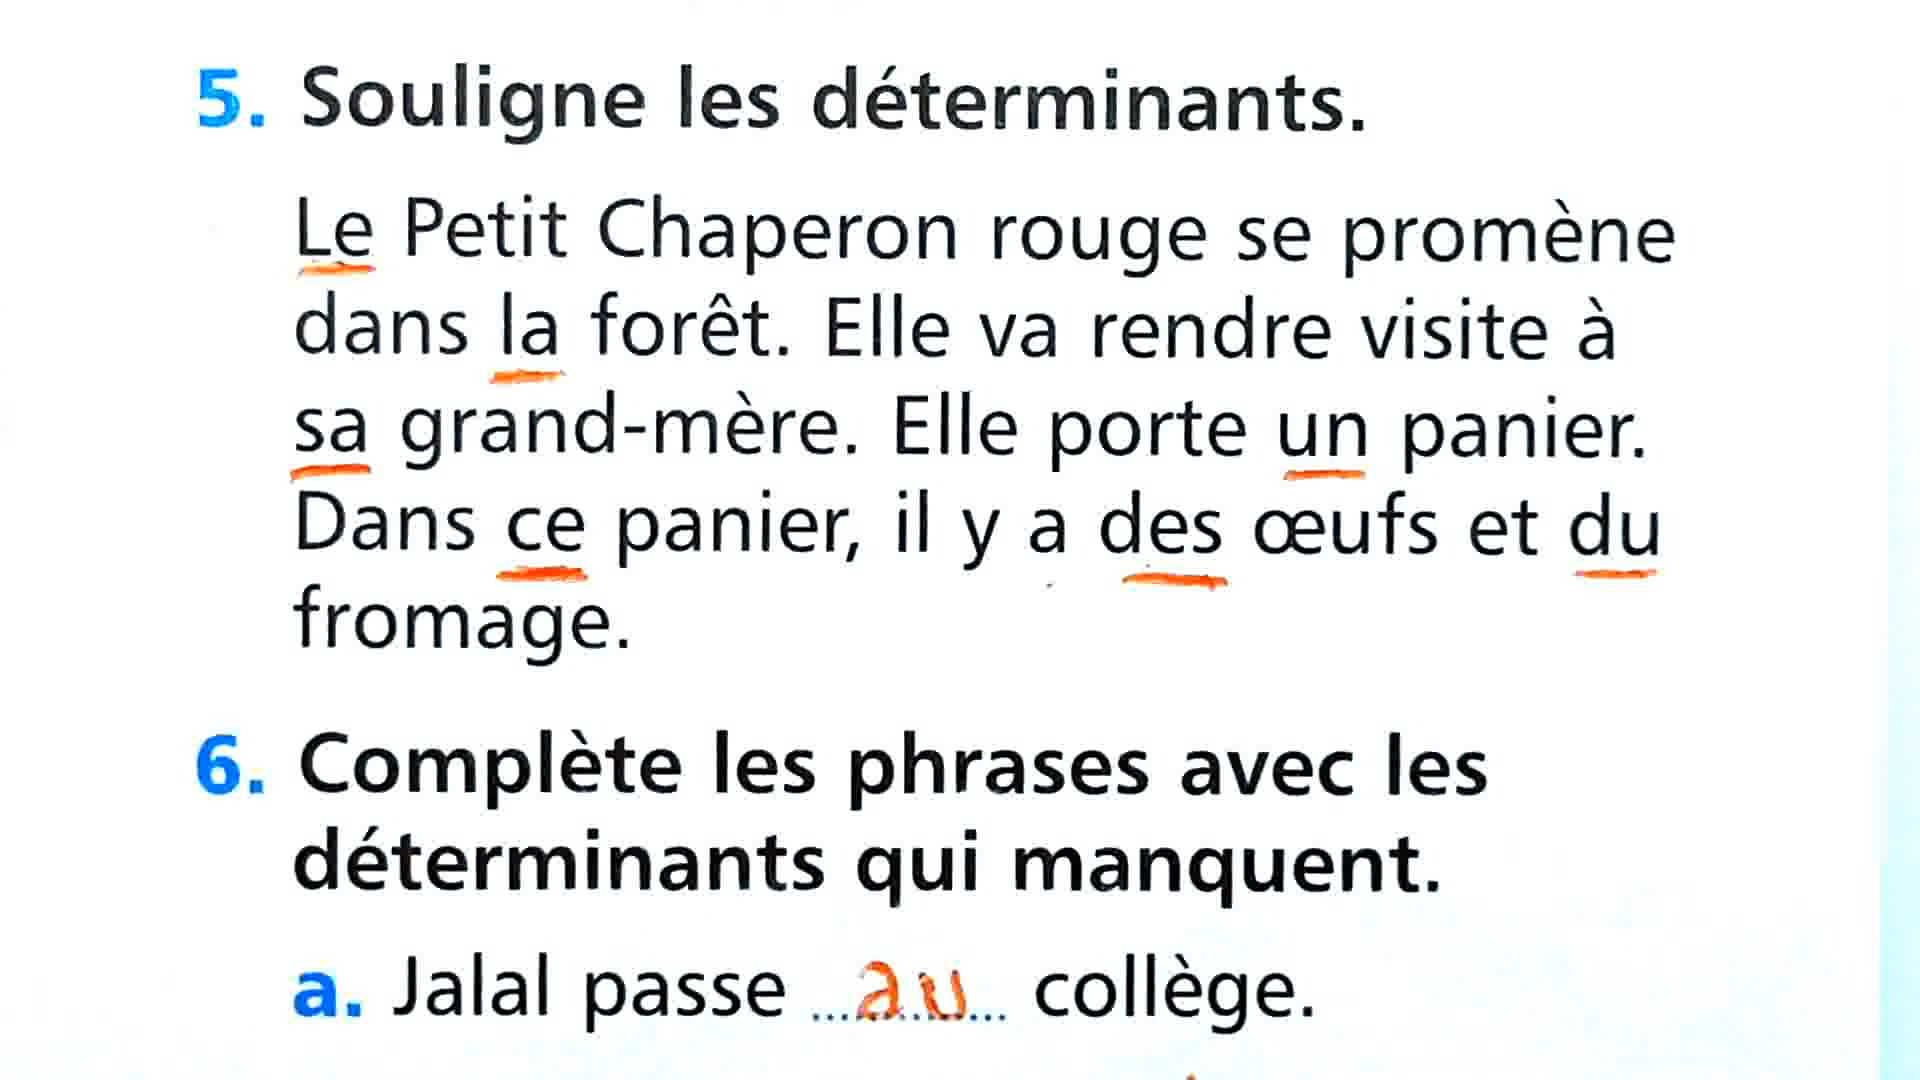 5. Souligne les déterminants.
Le Petit Chaperon rouge se promène
dans la forêt. Elle va rendre visite à
sa grand-mère. Elle porte un panier.
Dans ce panier, il y a des œufs et du
fromage.
6. Complète les phrases avec les
déterminants qui manquent.
a. Jalal passe ...au... collège.